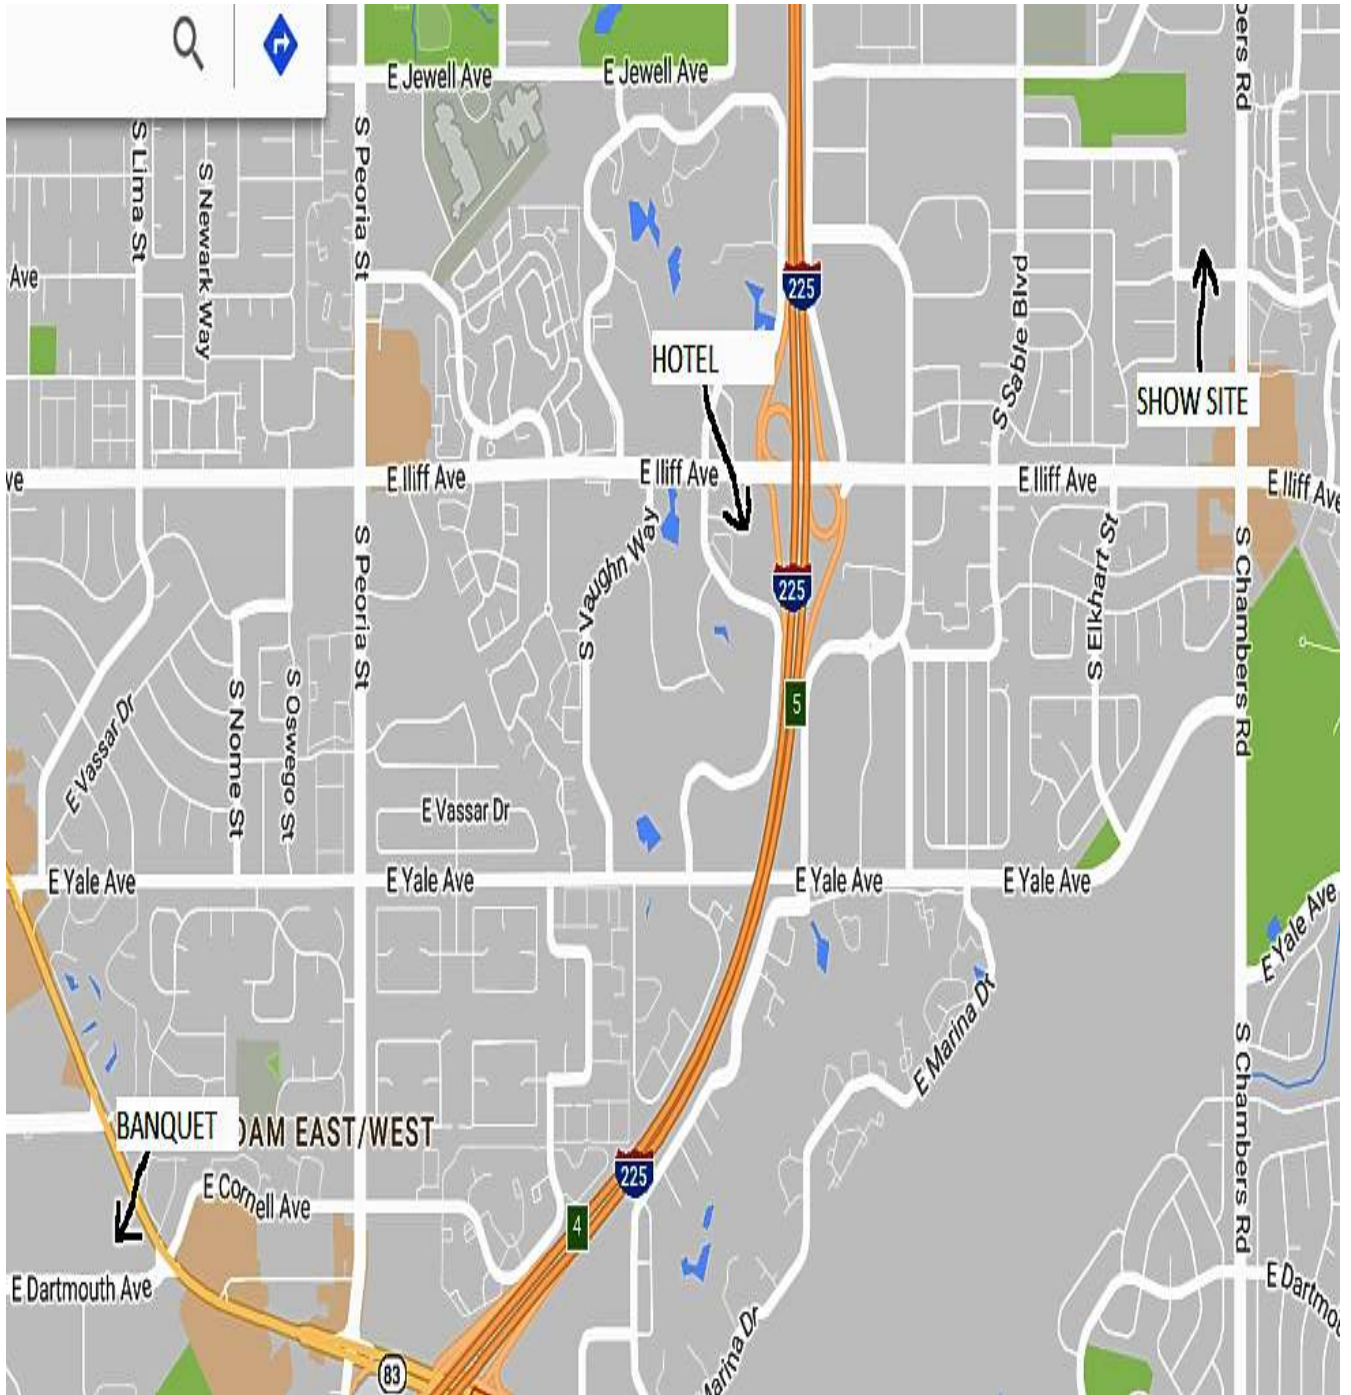 E Jewell Ave
E Jewell Ave
bers Rd
S Lima St
S Newark Way
S Peoria St
Ave
225
HOTEL
S Sable Blvd
SHOW SITE
ve
E Iliff Ave
E Iliff Ave
E Iliff Ave
E Iliff Ave
S Vaughn Way
S Peoria St
S Elkhart St
S Chambers Rd
225
5
E Vassar Dr
S Nome St
S Oswego St
E Vassar Dr
E Yale Ave
E Yale Ave
E Yale Ave
E Yale Ave
E Yale Ave
E Marina Dr
S Chambers Rd
BANQUET
DAM EAST/WEST
225
E Cornell Ave
4
E Dartmouth Ave
E Dartmou
Marina Dr
83